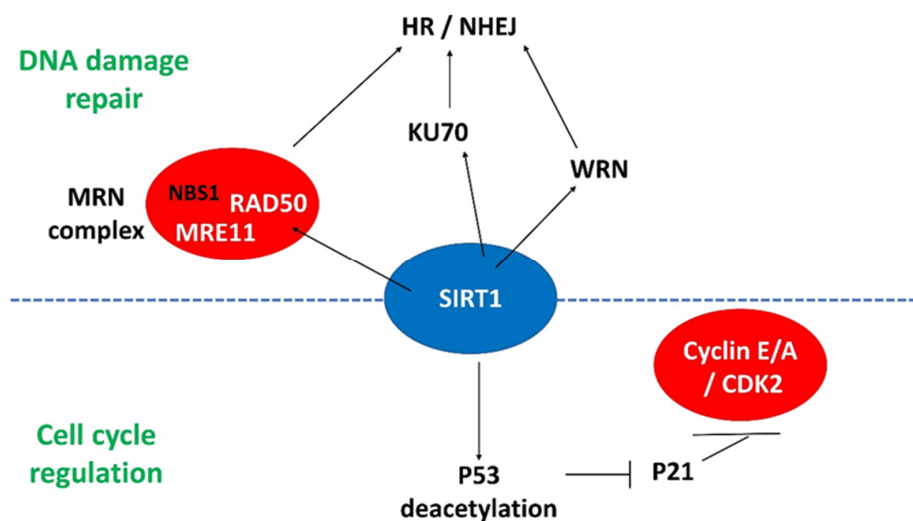 HR / NHEJ
DNA damage
repair
KU70
WRN
MRN
complex
NBS1
RAD50
MRE11
SIRT1
Cyclin E/A
/ CDK2
Cell cycle
regulation
P53
deacetylation
P21